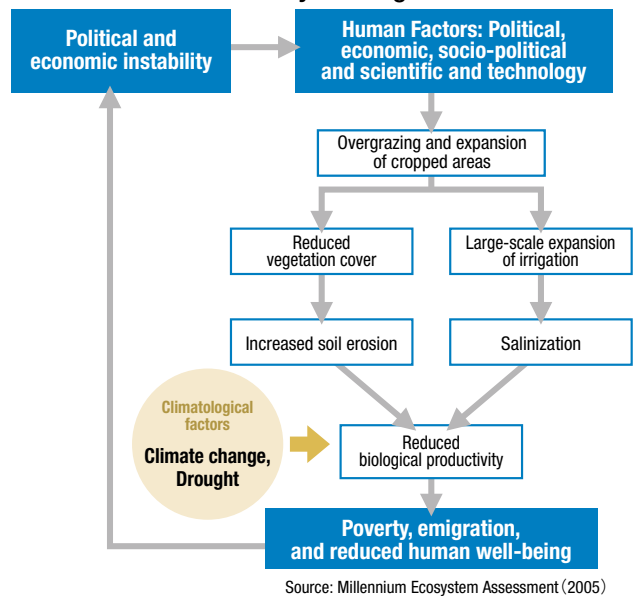 Political and
economic instability
Human Factors: Political,
economic, socio-political
and scientific and technology
Overgrazing and expansion
of cropped areas
Reduced
vegetation cover
Large-scale expansion
of irrigation
Increased soil erosion
Salinization
Climatological
factors
Climate change,
Drought
Reduced
biological productivity
Poverty, emigration,
and reduced human well-being
Source: Millennium Ecosystem Assessment (2005)